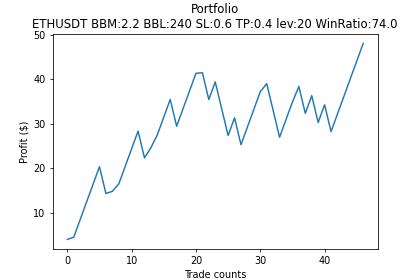 Portfolio
ETHUSDT BBM:2.2 BBL:240 SL:0.6 TP:0.4 lev:20 WinRatio:74.0
50
40
30
20
10
Profit ($)
0
10
20
30
40
Trade counts